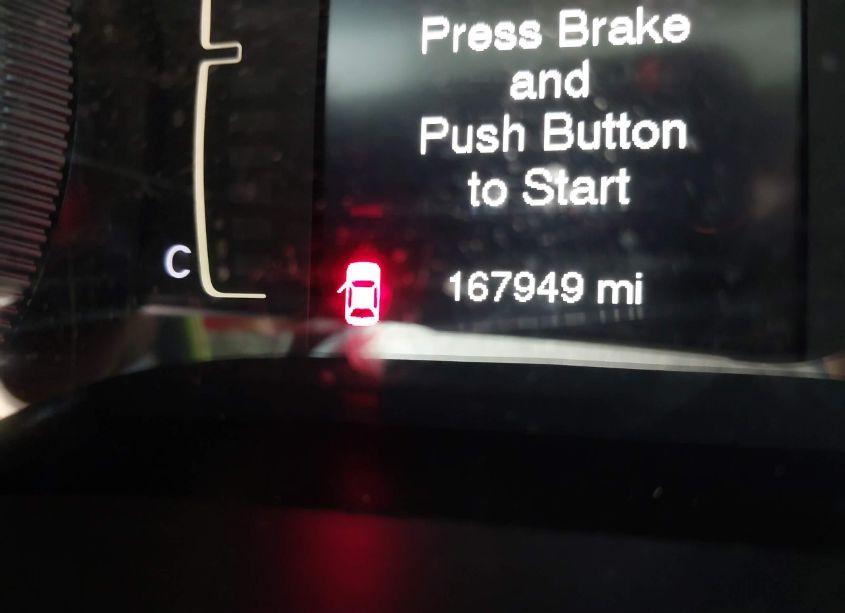 Press Brake
and
Push Button
to Start
C
167949 mi